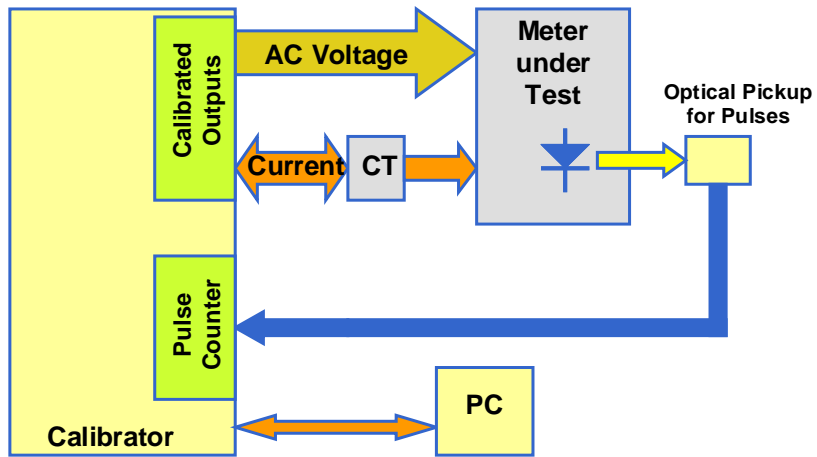 Calibrated
Outputs
AC Voltage
Meter
under
Test
Optical Pickup
for Pulses
Current
CT
Pulse
Counter
PC
Calibrator